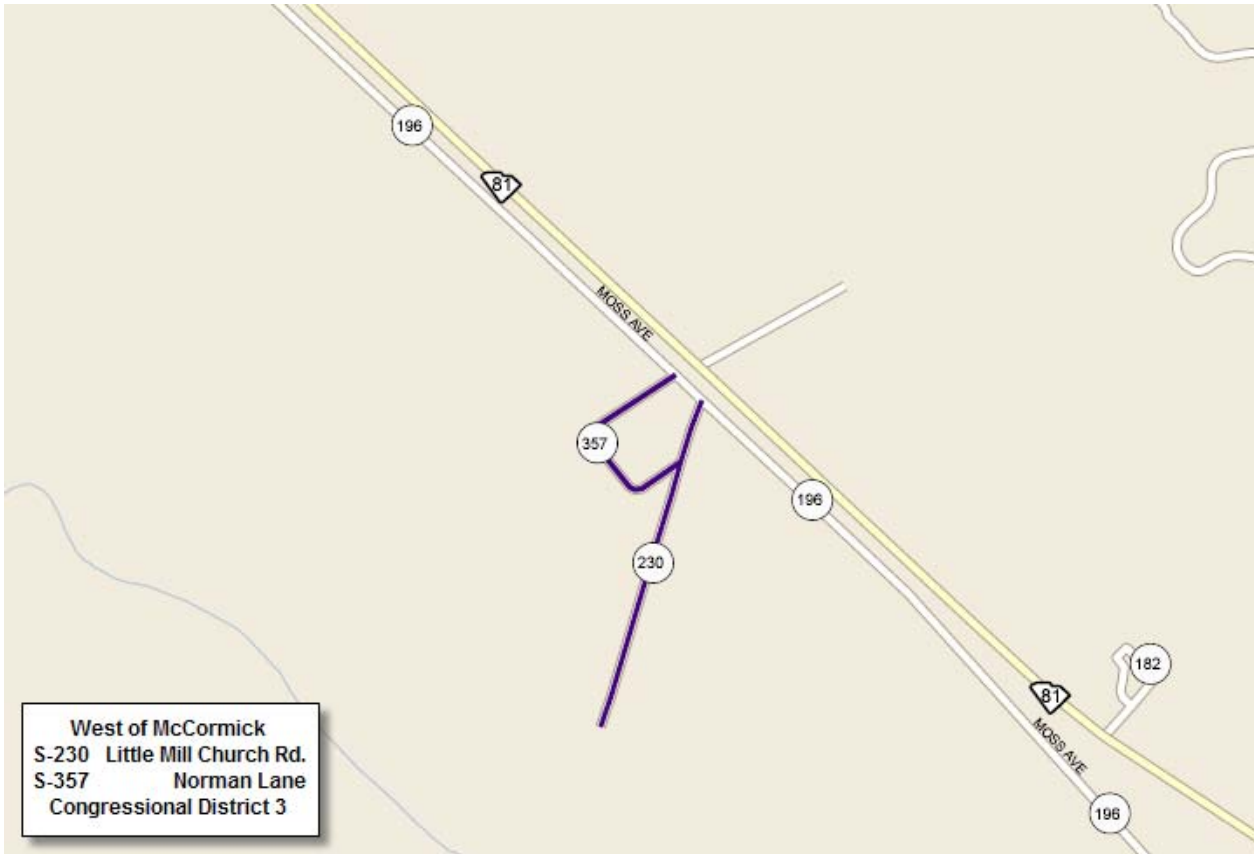 196
81
MOSS AVE
357
196
230
182
81
MOSS AVE
196
West of McCormick
S-230 Little Mill Church Rd.
S-357 Norman Lane
Congressional District 3